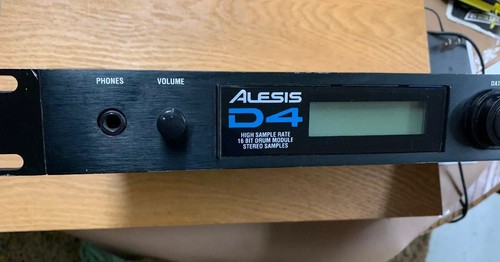 PHONES
VOLUME
ALESIS
D4
HIGH SAMPLE RATE
16 BIT DRUM MODULE
STEREO SAMPLES